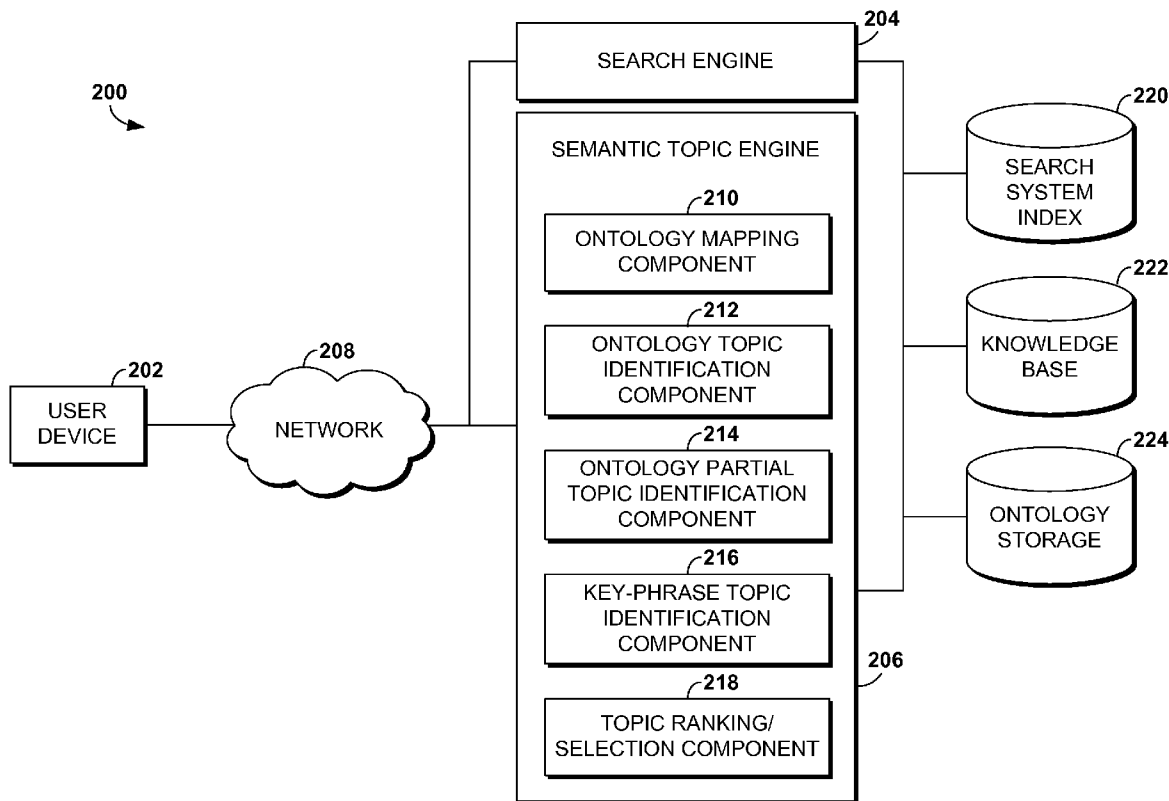 200
204
SEARCH ENGINE
SEMANTIC TOPIC ENGINE
210
ONTOLOGY MAPPING
COMPONENT
212
ONTOLOGY TOPIC
IDENTIFICATION
COMPONENT
214
ONTOLOGY PARTIAL
TOPIC IDENTIFICATION
COMPONENT
216
KEY-PHRASE TOPIC
IDENTIFICATION
COMPONENT
218
TOPIC RANKING/
SELECTION COMPONENT
206
202
USER
DEVICE
208
NETWORK
220
SEARCH
SYSTEM
INDEX
222
KNOWLEDGE
BASE
224
ONTOLOGY
STORAGE